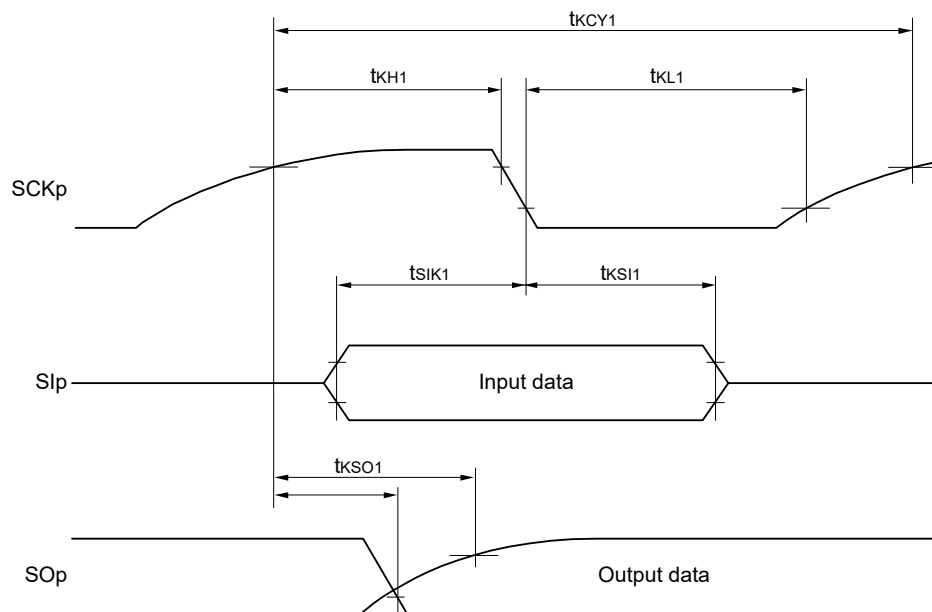 tKCY1
tKH1
tKL1
SCKp
tSIK1
tKSI1
SIp
Input data
tKSO1
SOp
Output data